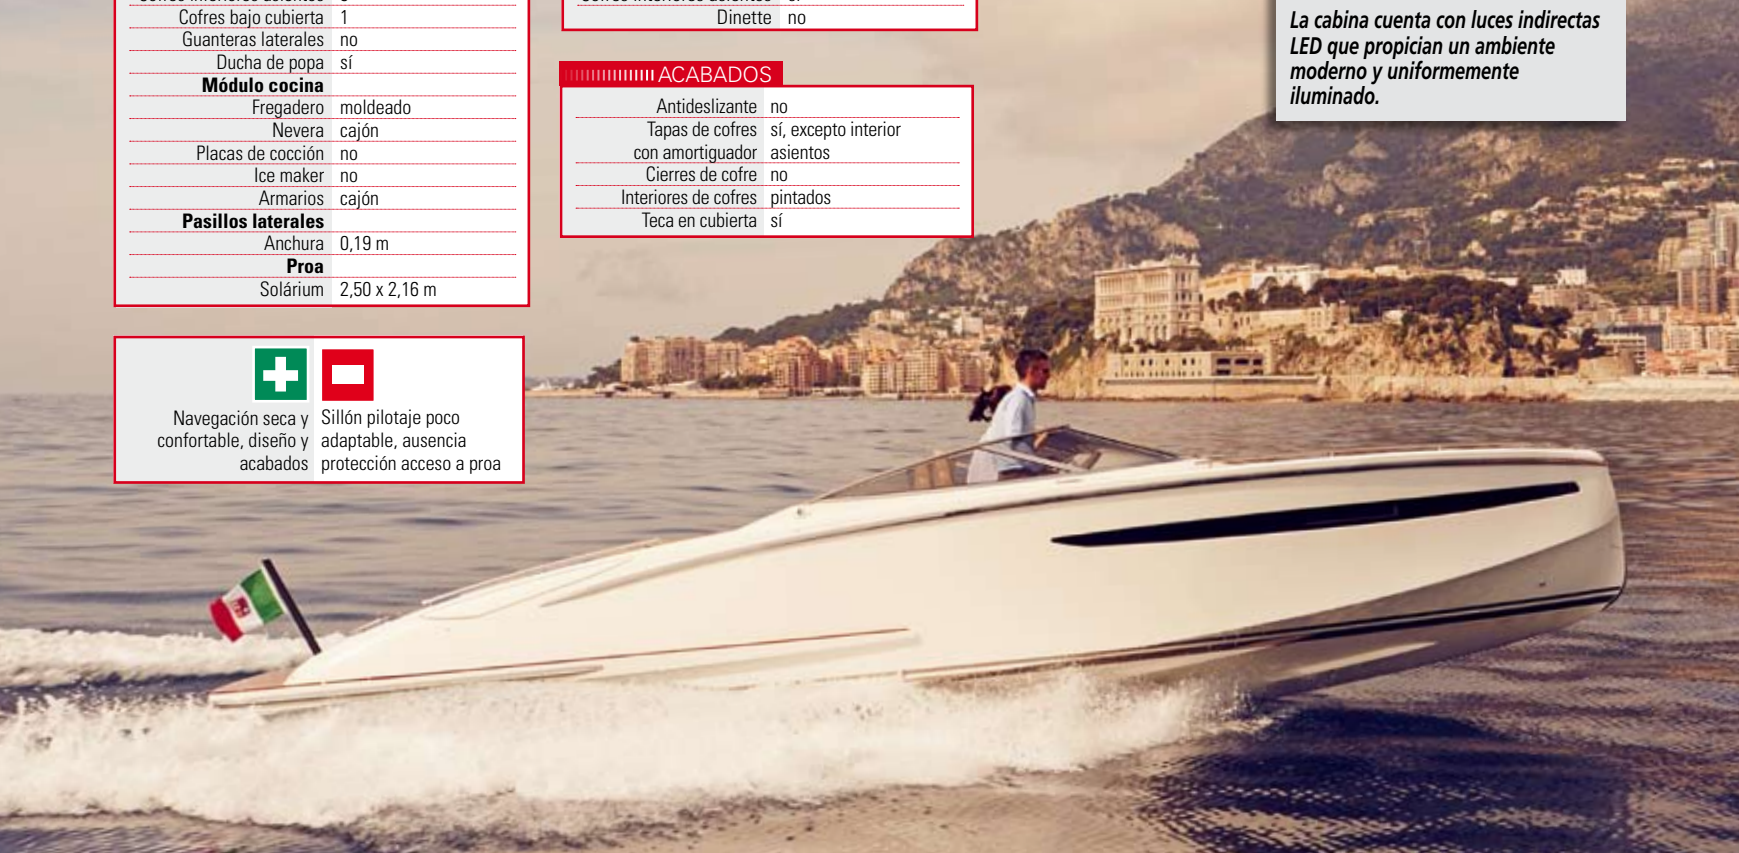 Cofres bajo cubierta 1
Guanteras laterales no
Ducha de popa sí
Módulo cocina
Fregadero moldeado
Nevera cajón
Placas de cocción no
Ice maker no
Armarios cajón
Pasillos laterales
Anchura 0,19 m
Proa
Solárium 2,50 x 2,16 m
Navegación seca y
confortable, diseño y
acabados
Sillón pilotaje poco
adaptable, ausencia
protección acceso a proa
Dinette no
ACABADOS
Antideslizante no
Tapas de cofres sí, excepto interior
con amortiguador asientos
Cierres de cofre no
Interiores de cofres pintados
Teca en cubierta sí
La cabina cuenta con luces indirectas
LED que propician un ambiente
moderno y uniformemente
iluminado.